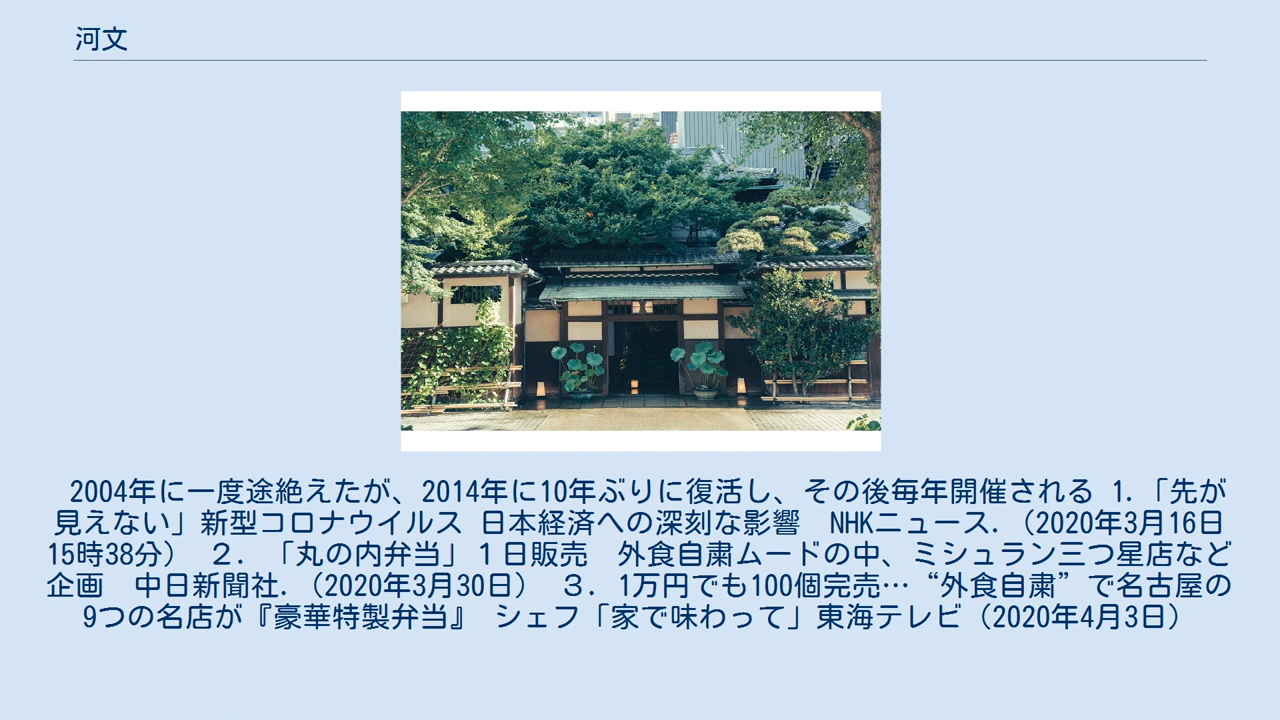 河文
2004年に一度途絶えたが、2014年に10年ぶりに復活し、その後毎年開催される 1.「先が
見えない」新型コロナウイルス 日本経済への深刻な影響　NHKニュース.（2020年3月16日
15時38分） ２. 「丸の内弁当」１日販売　外食自粛ムードの中、ミシュラン三つ星店など
企画　中日新聞社.（2020年3月30日） ３. 1万円でも100個完売…“外食自粛”で名古屋の
9つの名店が『豪華特製弁当』 シェフ「家で味わって」東海テレビ（2020年4月3日）